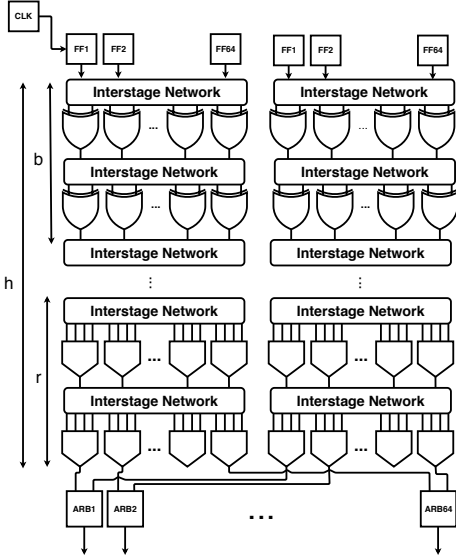 CLK
FF1 FF2 FF64 FF1 FF2 FF64
Interstage Network Interstage Network
... ...
b
Interstage Network Interstage Network
... ...
Interstage Network Interstage Network
h
⋮ ⋮
Interstage Network Interstage Network
... ...
r
Interstage Network Interstage Network
... ...
ARB1 ARB2 ... ARB64